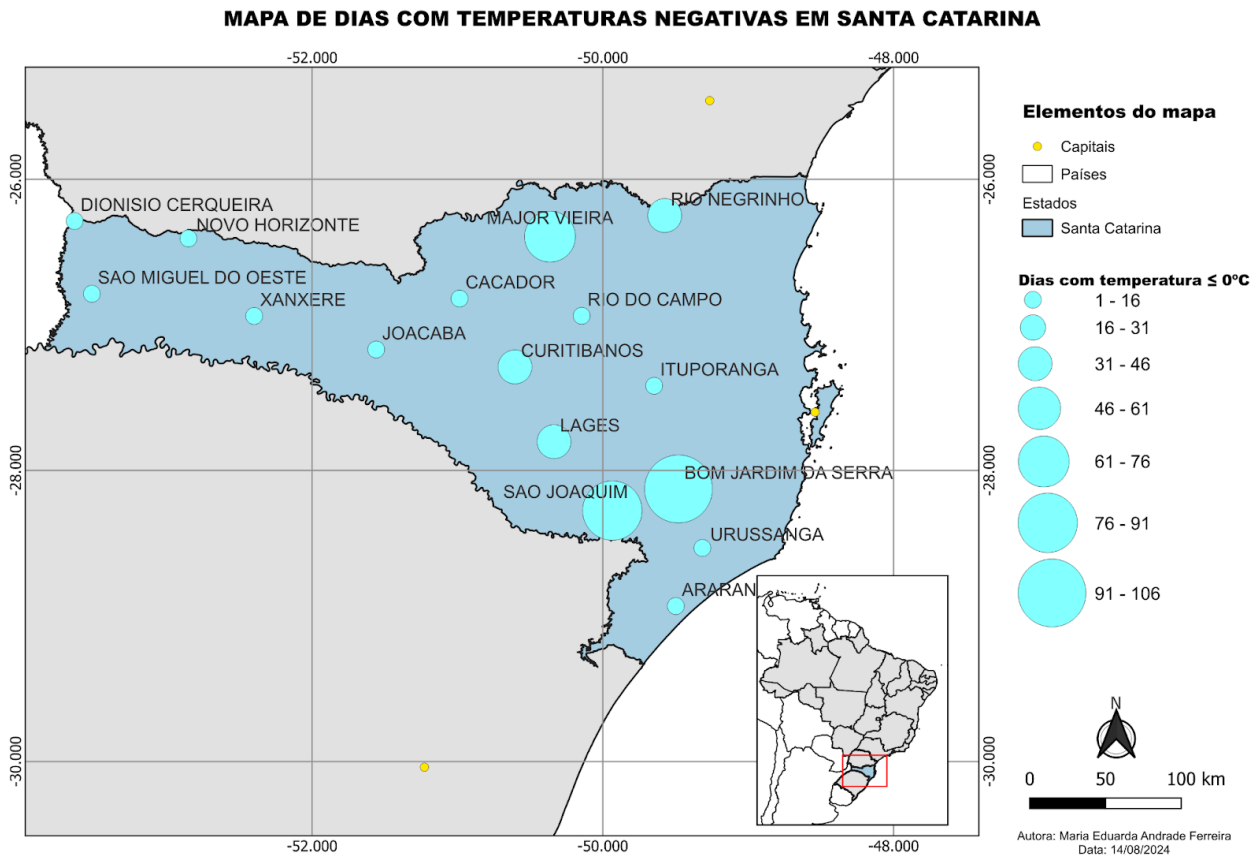 MAPA DE DIAS COM TEMPERATURAS NEGATIVAS EM SANTA CATARINA
-52.000
-50.000
-48.000
-26.000
-26.000
DIONISIO CERQUEIRA
NOVO HORIZONTE
MAJOR VIEIRA
RIO NEGRINHO
SAO MIGUEL DO OESTE
XANXERE
CACADOR
RIO DO CAMPO
JOACABA
CURITIBANOS
ITUPORANGA
LAGES
-28.000
-28.000
BOM JARDIM DA SERRA
SAO JOAQUIM
URUSSANGA
ARARAN
-30.000
-30.000
-52.000
-50.000
-48.000
Elementos do mapa
Capitais
Países
Estados
Santa Catarina
Dias com temperatura ≤ 0ºC
1 - 16
16 - 31
31 - 46
46 - 61
61 - 76
76 - 91
91 - 106
N
0 50 100 km
Autora: Maria Eduarda Andrade Ferreira
Data: 14/08/2024